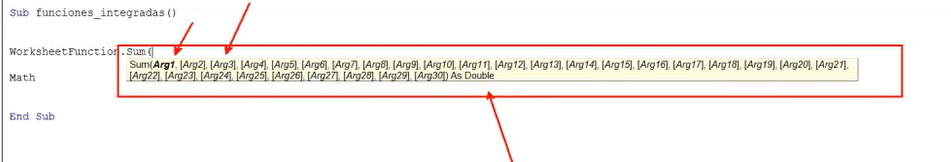 Sub funciones_integradas()
WorksheetFunction.Sum(
Sum(Arg1, [Arg2], [Arg3], [Arg4], [Arg5], [Arg6], [Arg7], [Arg8], [Arg9], [Arg10], [Arg11], [Arg12], [Arg13], [Arg14], [Arg15], [Arg16], [Arg17], [Arg18], [Arg19], [Arg20], [Arg21],
[Arg22], [Arg23], [Arg24], [Arg25], [Arg26], [Arg27], [Arg28], [Arg29], [Arg30]) As Double
Math
End Sub